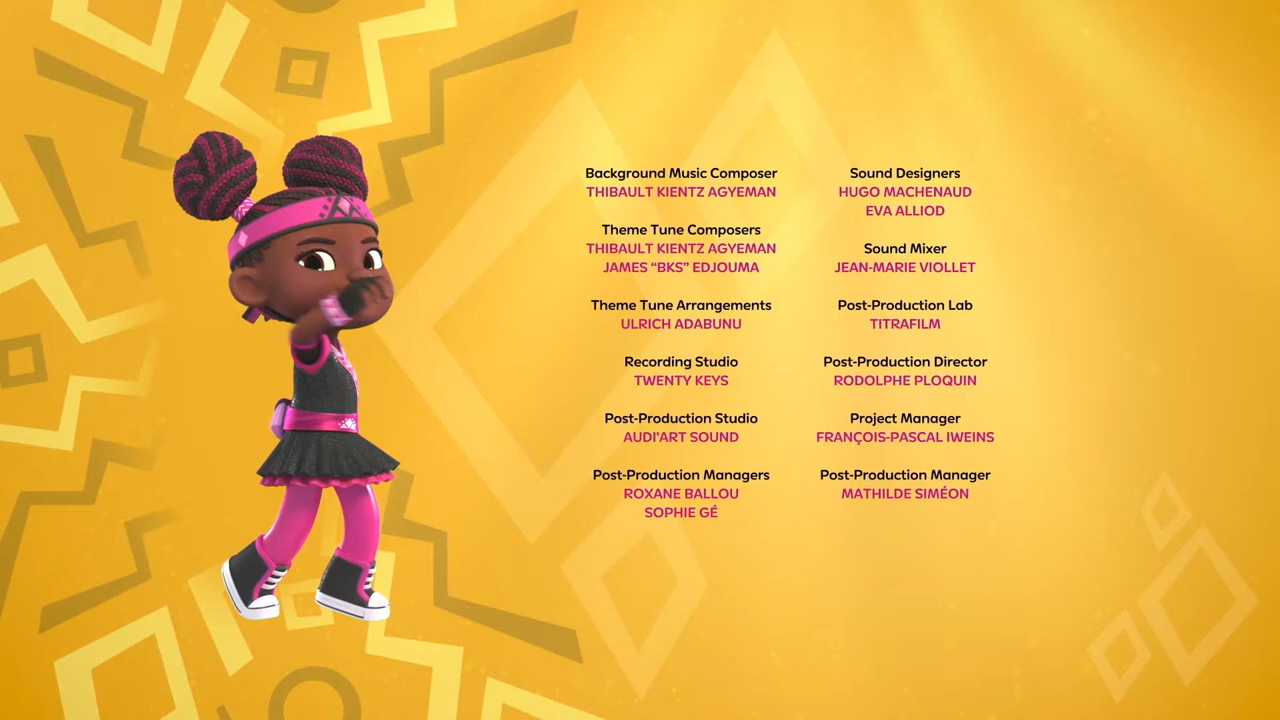 Background Music Composer
THIBAULT KIENTZ AGYEMAN
Theme Tune Composers
THIBAULT KIENTZ AGYEMAN
JAMES “BKS” EDJOUMA
Theme Tune Arrangements
ULRICH ADABUNU
Recording Studio
TWENTY KEYS
Post-Production Studio
AUDI'ART SOUND
Post-Production Managers
ROXANE BALLOU
SOPHIE GÉ
Sound Designers
HUGO MACHENAUD
EVA ALLIOD
Sound Mixer
JEAN-MARIE VIOLLET
Post-Production Lab
TITRAFILM
Post-Production Director
RODOLPHE PLOQUIN
Project Manager
FRANÇOIS-PASCAL IWEINS
Post-Production Manager
MATHILDE SIMÉON